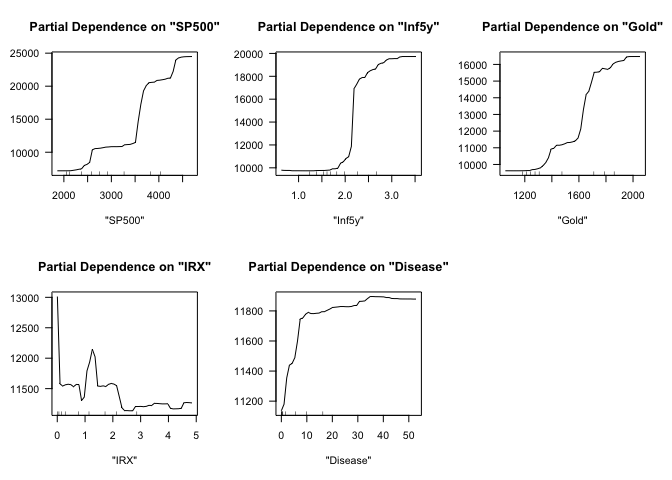 Partial Dependence on "SP500"
25000
20000
15000
10000
2000 3000 4000
"SP500"
Partial Dependence on "Inf5y"
20000
18000
16000
14000
12000
10000
1.0 2.0 3.0
"Inf5y"
Partial Dependence on "Gold"
16000
15000
14000
13000
12000
11000
10000
1200 1600 2000
"Gold"
Partial Dependence on "IRX"
13000
12500
12000
11500
0 1 2 3 4 5
"IRX"
Partial Dependence on "Disease"
11800
11600
11400
11200
0 10 20 30 40 50
"Disease"